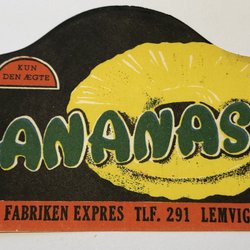 KUN
DEN ÆGTE
ANANAS
FABRIKEN EXPRES TLF. 291 LEMVIG